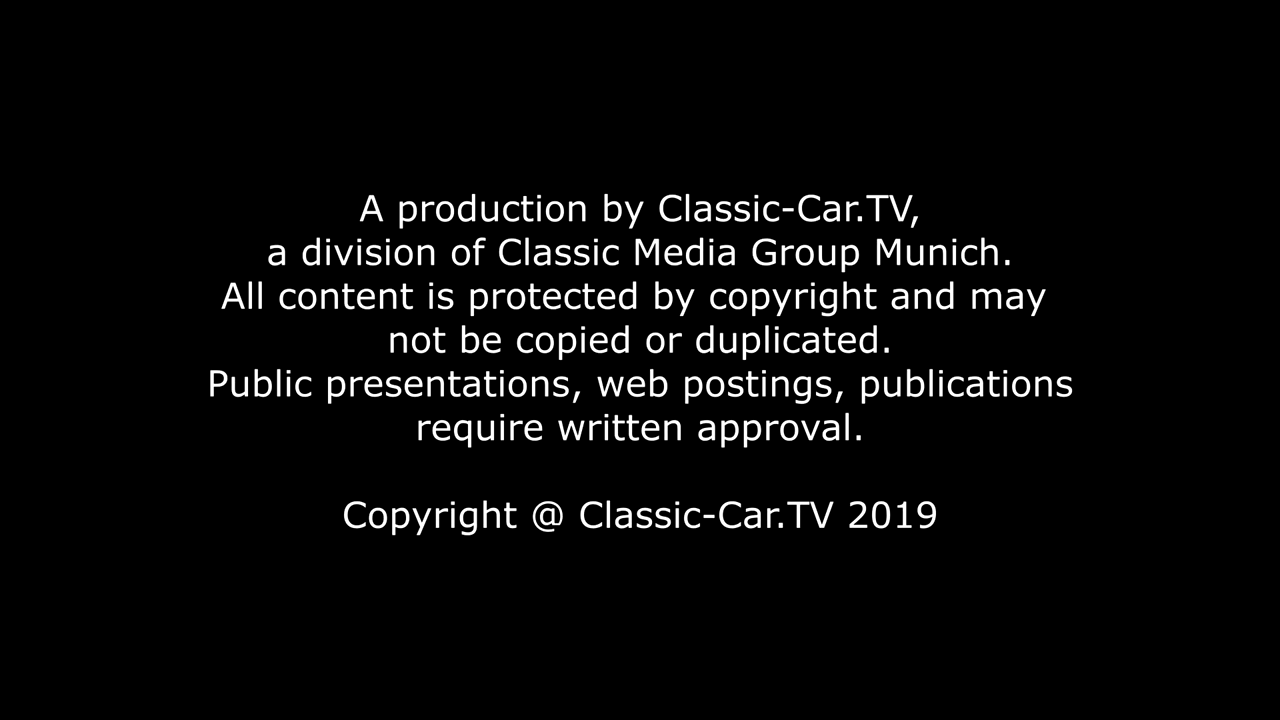 A production by Classic-Car.TV,
a division of Classic Media Group Munich.
All content is protected by copyright and may
not be copied or duplicated.
Public presentations, web postings, publications
require written approval.
Copyright @ Classic-Car.TV 2019